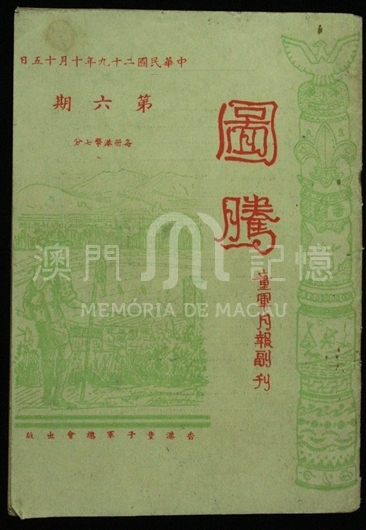 中華民國二十九年十月十五日
第六期
每冊港幣七分
圖騰
童軍月報副刊
香港童子軍總會出版
澳門記憶
MEMÓRIA DE MACAU